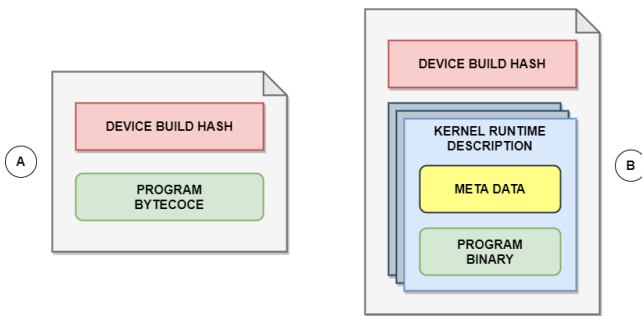 A
DEVICE BUILD HASH
PROGRAM
BYTECOCE
DEVICE BUILD HASH
KERNEL RUNTIME
DESCRIPTION
META DATA
PROGRAM
BINARY
B